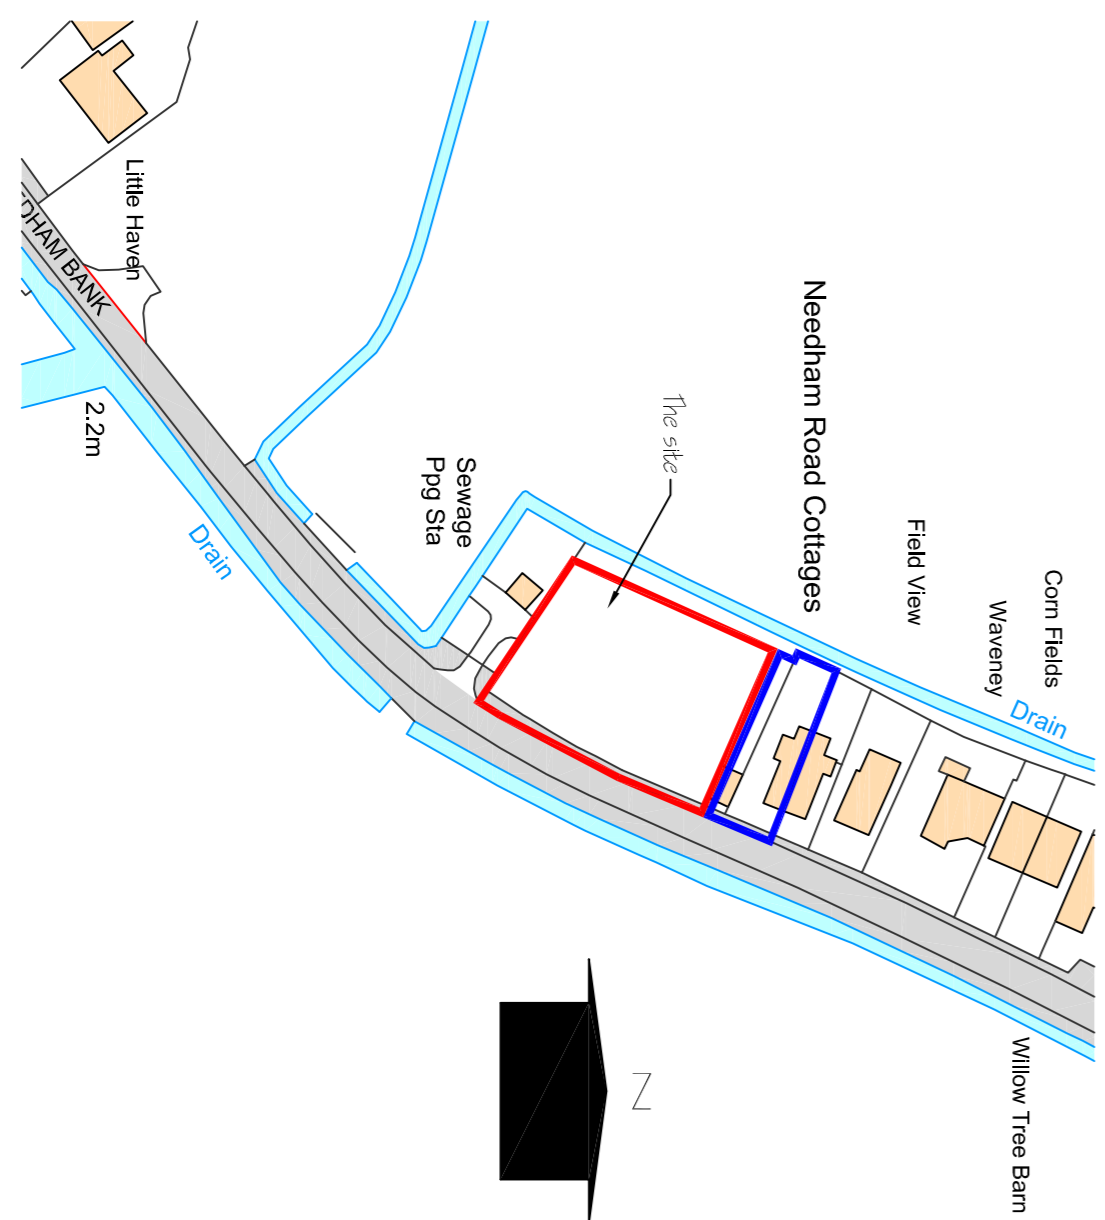 Little Haven
DHAM BANK
2.2m
Drain
Sewage
Ppg Sta
The site
Needham Road Cottages
Field View
Waveney
Corn Fields
Drain
Willow Tree Barn
N